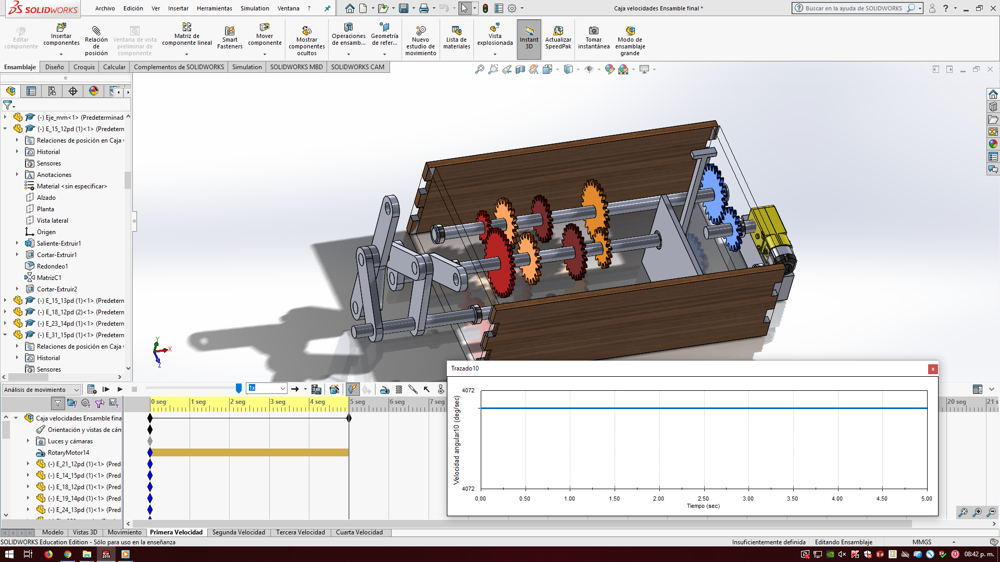 SOLIDWORKS
Archivo Edición Ver Insertar Herramientas Simulation Ventana ?
Caja velocidades Ensamble final *
Buscar en la ayuda de SOLIDWORKS
Editar componente
Insertar componentes
Relación de posición
Ventana de vista preliminar de componente
Matriz de componente lineal
Smart Fasteners
Mover componente
Mostrar componentes ocultos
Operaciones de ensamb...
Geometría de refer...
Nuevo estudio de movimiento
Lista de materiales
Vista explosionada
Instant 3D
Actualizar SpeedPak
Tomar instantánea
Modo de ensamblaje grande
Ensamblaje Diseño Croquis Calcular Complementos de SOLIDWORKS Simulation SOLIDWORKS MBD SOLIDWORKS CAM
(-) Eje_mm<1> (Predeterminad
(-) E_15_12pd (1)<1> (Predetern
Relaciones de posición en Caja v
Historial
Sensores
Anotaciones
Material <sin especificar>
Alzado
Planta
Vista lateral
Origen
Saliente-Extruir1
Cortar-Extruir1
Redondeo1
MatrizC1
Cortar-Extruir2
(-) E_15_13pd (1)<1> (Predetern
(-) E_18_12pd (2)<1> (Predetern
(-) E_23_14pd (1)<1> (Predetern
(-) E_31_15pd (1)<1> (Predetern
Relaciones de posición en Caja v
Historial
Sensores
Y
X
Z
Análisis de movimiento
1x
0 seg 1 seg 2 seg 3 seg 4 seg 5 seg 6 seg 7 seg 20 seg 21 s
Caja velocidades Ensamble fina
Orientación y vistas de cán
Luces y cámaras
RotaryMotor14
(-) E_21_12pd (1)<1> (Pred
(-) E_14_15pd (1)<1> (Pred
(-) E_18_12pd (1)<1> (Pred
(-) E_19_14pd (1)<1> (Pred
(-) E_24_13pd (1)<1> (Pred
Trazado10
4072
Velocidad angular10 (deg/sec)
4072
0.00 0.50 1.00 1.50 2.00 2.50 3.00 3.50 4.00 4.50 5.00
Tiempo (sec)
Modelo Vistas 3D Movimiento Primera Velocidad Segunda Velocidad Tercera Velocidad Cuarta Velocidad
SOLIDWORKS Education Edition - Sólo para uso en la enseñanza
Insuficientemente definida Editando Ensamblaje MMGS
08:42 p. m.